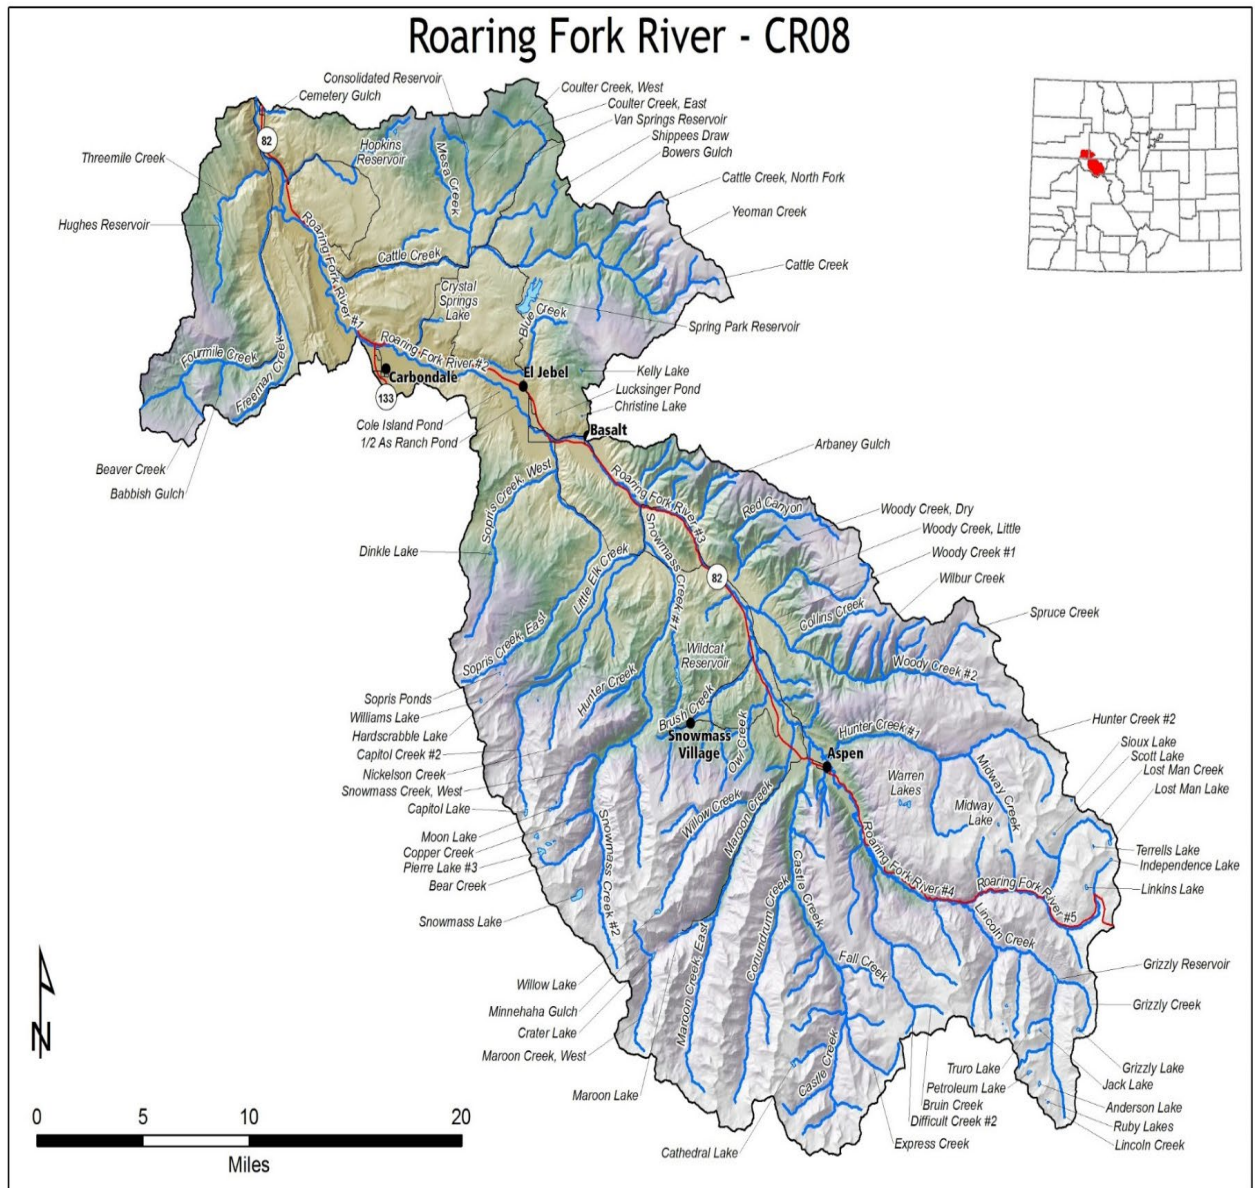 Roaring Fork River - CR08
Consolidated Reservoir
Cemetery Gulch
Coulter Creek, West
Coulter Creek, East
Van Springs Reservoir
Shippees Draw
Bowers Gulch
82
Hopkins
Reservoir
Mesa Creek
Threemile Creek
Cattle Creek, North Fork
Yeoman Creek
Hughes Reservoir
Roaring Fork River #1
Cattle Creek
Cattle Creek
Crystal
Springs
Lake
Blue Creek
Spring Park Reservoir
Fourmile Creek
Freeman Creek
Roaring Fork River #2
Carbondale
133
El Jebel
Kelly Lake
Lucksinger Pond
Christine Lake
Cole Island Pond
1/2 As Ranch Pond
Basalt
Beaver Creek
Babbish Gulch
Arbaney Gulch
Sopris Creek, West
Roaring Fork River #3
Red Canyon
Woody Creek, Dry
Woody Creek, Little
Woody Creek #1
Wilbur Creek
Dinkle Lake
Little Elk Creek
Snowmass Creek #1
82
Collins Creek
Spruce Creek
Sopris Creek, East
Wildcat
Reservoir
Woody Creek #2
Hunter Creek
Sopris Ponds
Williams Lake
Hardscrabble Lake
Capitol Creek #2
Nickelson Creek
Snowmass Creek, West
Capitol Lake
Brush Creek
Snowmass
Village
Owl Creek
Hunter Creek #1
Aspen
Hunter Creek #2
Sioux Lake
Scott Lake
Lost Man Creek
Lost Man Lake
Warren
Lakes
Midway Creek
Midway
Lake
Willow Creek
Maroon Creek
Moon Lake
Copper Creek
Pierre Lake #3
Bear Creek
Snowmass Lake
Snowmass Creek #2
Castle Creek
Roaring Fork River #4
Roaring Fork River #5
Terrells Lake
Independence Lake
Linkins Lake
Conundrum Creek
Maroon Creek, East
Lincoln Creek
Fall Creek
Grizzly Reservoir
Grizzly Creek
Willow Lake
Minnehaha Gulch
Crater Lake
Maroon Creek, West
Maroon Lake
Castle Creek
Truro Lake
Petroleum Lake
Bruin Creek
Difficult Creek #2
Express Creek
Cathedral Lake
Grizzly Lake
Jack Lake
Anderson Lake
Ruby Lakes
Lincoln Creek
N
0 5 10 20
Miles